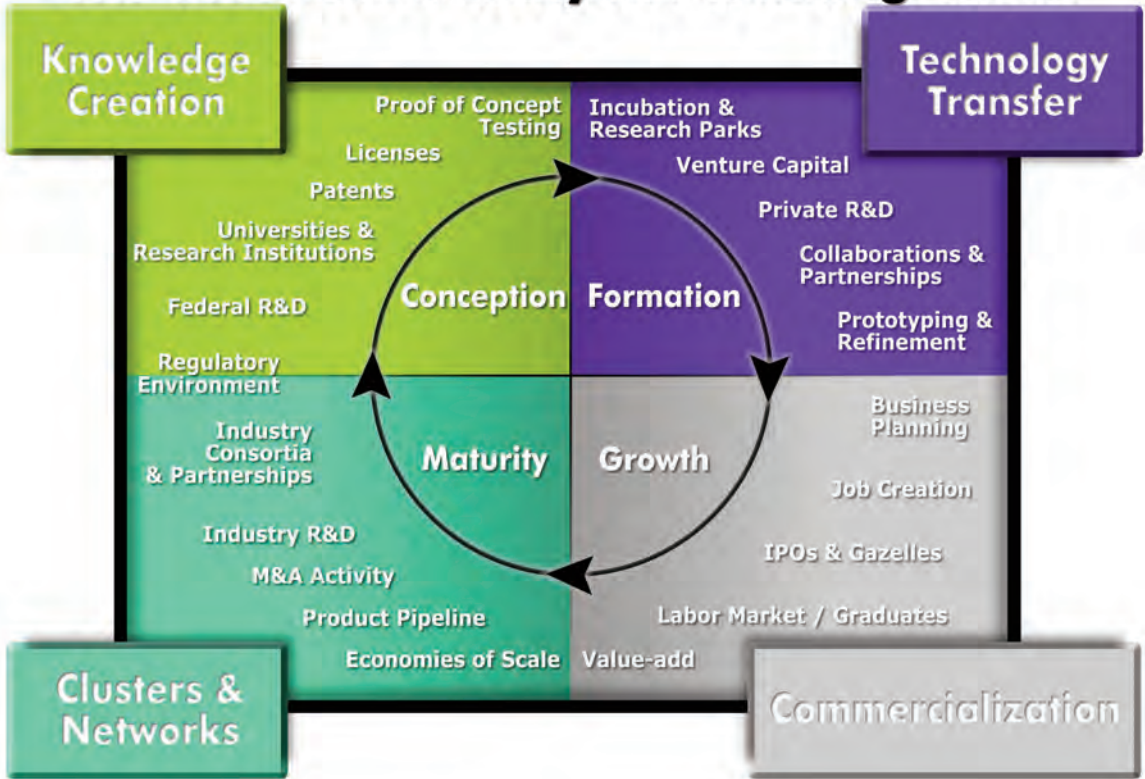 Knowledge
Creation
Technology
Transfer
Proof of Concept
Testing
Licenses
Patents
Universities &
Research Institutions
Federal R&D
Regulatory
Environment
Conception
Incubation &
Research Parks
Venture Capital
Private R&D
Collaborations &
Partnerships
Prototyping &
Refinement
Formation
Maturity
Industry
Consortia
& Partnerships
Industry R&D
M&A Activity
Product Pipeline
Economies of Scale
Growth
Business
Planning
Job Creation
IPOs & Gazelles
Labor Market / Graduates
Value-add
Clusters &
Networks
Commercialization